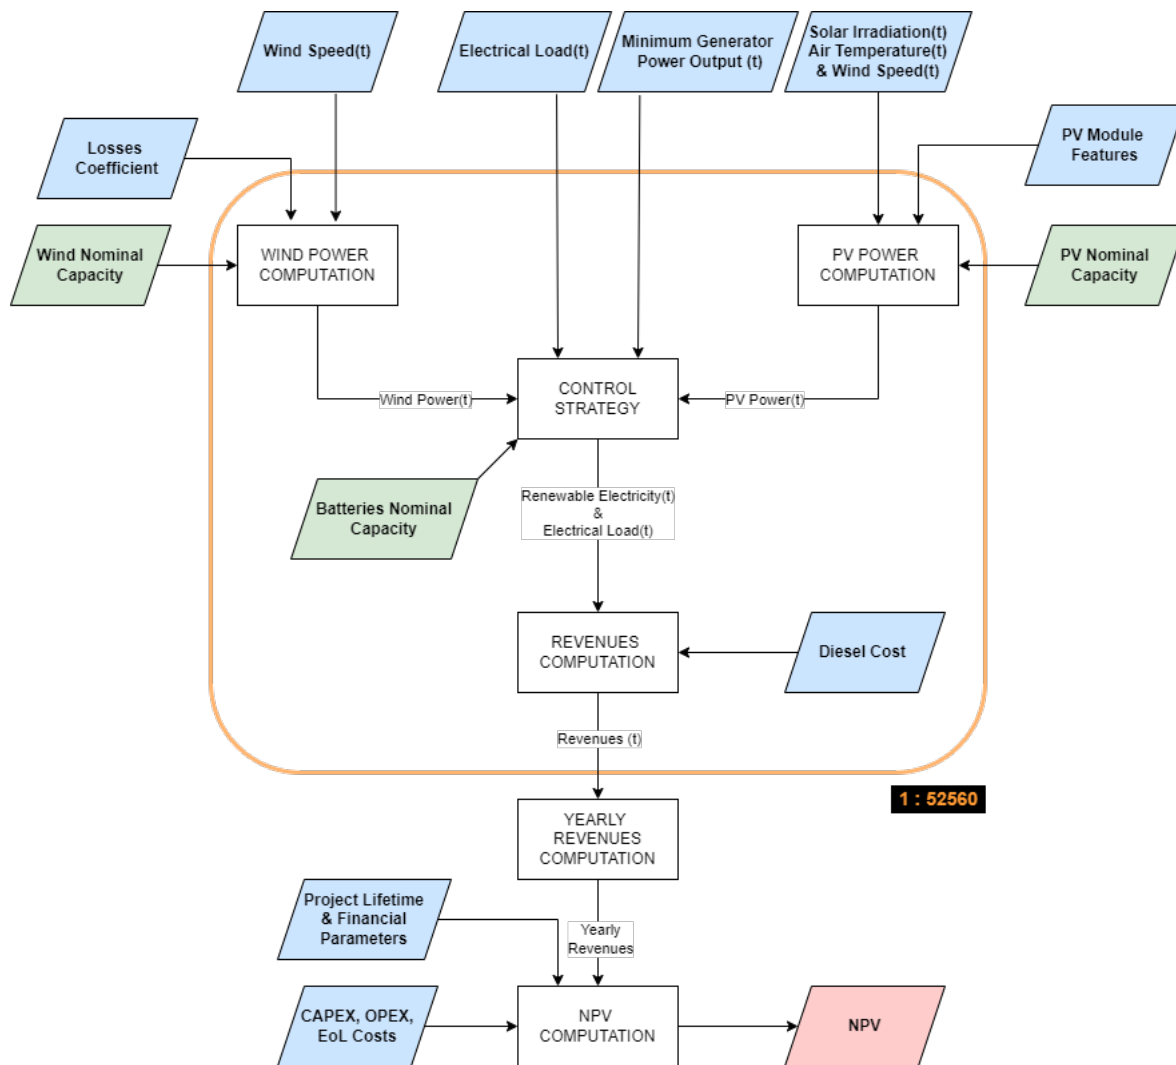 Wind Speed(t)
Electrical Load(t)
Minimum Generator
Power Output (t)
Solar Irradiation(t)
Air Temperature(t)
& Wind Speed(t)
Losses
Coefficient
PV Module
Features
Wind Nominal
Capacity
WIND POWER
COMPUTATION
PV POWER
COMPUTATION
PV Nominal
Capacity
Wind Power(t)
CONTROL
STRATEGY
PV Power(t)
Batteries Nominal
Capacity
Renewable Electricity(t)
&
Electrical Load(t)
REVENUES
COMPUTATION
Diesel Cost
Revenues (t)
1 : 52560
YEARLY
REVENUES
COMPUTATION
Project Lifetime
& Financial
Parameters
Yearly
Revenues
CAPEX, OPEX,
EoL Costs
NPV
COMPUTATION
NPV